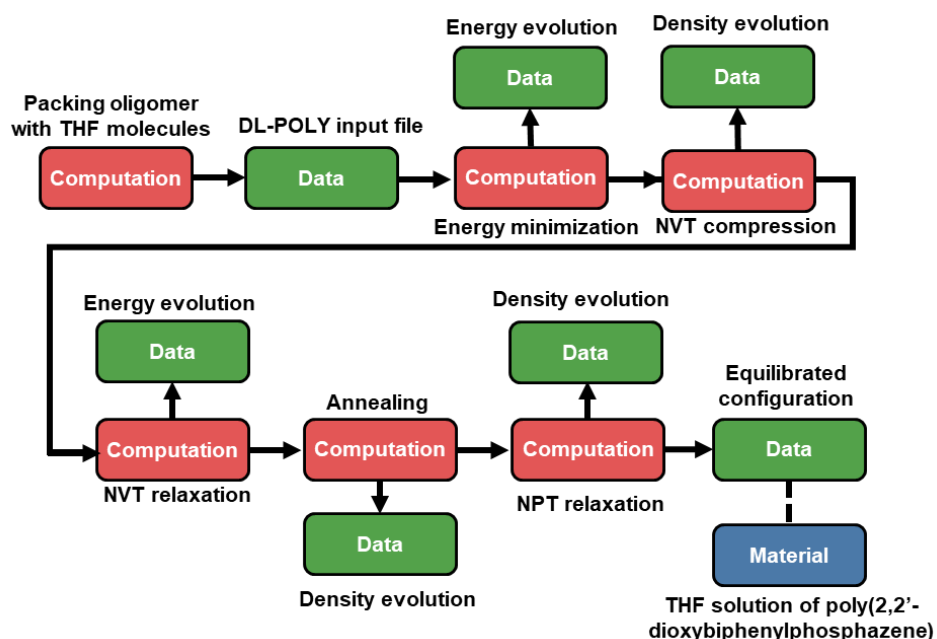 Energy evolution
Density evolution
Data
Data
Packing oligomer
with THF molecules
DL-POLY input file
Computation
Data
Computation
Computation
Energy minimization
NVT compression
Energy evolution
Density evolution
Data
Data
Annealing
Equilibrated
configuration
Computation
Computation
Computation
Data
NVT relaxation
NPT relaxation
Data
Material
Density evolution
THF solution of poly(2,2'-
dioxybiphenylphosphazene)